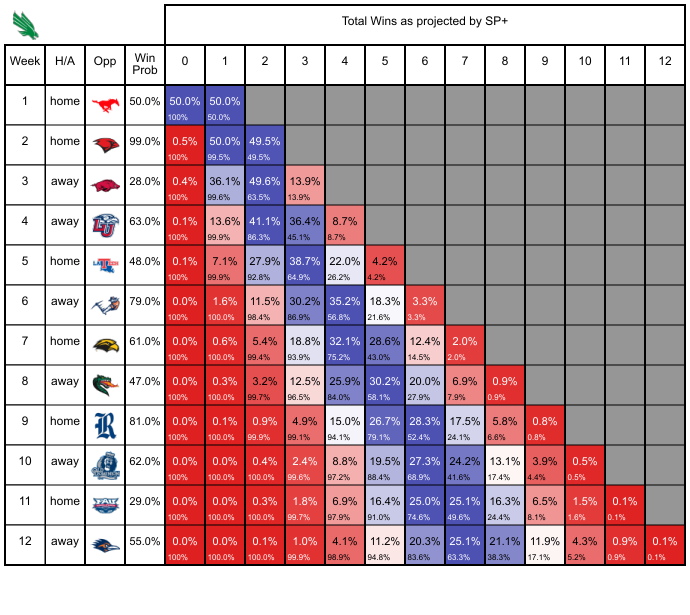 Total Wins as projected by SP+
Week H/A Opp Win Prob 0 1 2 3 4 5 6 7 8 9 10 11 12
1 home 50.0% 50.0% 50.0%
100% 50.0%
2 home 99.0% 0.5% 50.0% 49.5%
100% 99.5% 49.5%
3 away 28.0% 0.4% 36.1% 49.6% 13.9%
100% 99.6% 63.5% 13.9%
4 away LU 63.0% 0.1% 13.6% 41.1% 36.4% 8.7%
100% 99.9% 86.3% 45.1% 8.7%
5 home LA TECH 48.0% 0.1% 7.1% 27.9% 38.7% 22.0% 4.2%
100% 99.9% 92.8% 64.9% 26.2% 4.2%
6 away 79.0% 0.0% 1.6% 11.5% 30.2% 35.2% 18.3% 3.3%
100% 100.0% 98.4% 86.9% 56.8% 21.6% 3.3%
7 home 61.0% 0.0% 0.6% 5.4% 18.8% 32.1% 28.6% 12.4% 2.0%
100% 100.0% 99.4% 93.9% 75.2% 43.0% 14.5% 2.0%
8 away 47.0% 0.0% 0.3% 3.2% 12.5% 25.9% 30.2% 20.0% 6.9% 0.9%
100% 100.0% 99.7% 96.5% 84.0% 58.1% 27.9% 7.9% 0.9%
9 home R 81.0% 0.0% 0.1% 0.9% 4.9% 15.0% 26.7% 28.3% 17.5% 5.8% 0.8%
100% 100.0% 99.9% 99.1% 94.1% 79.1% 52.4% 24.1% 6.6% 0.8%
10 away 62.0% 0.0% 0.0% 0.4% 2.4% 8.8% 19.5% 27.3% 24.2% 13.1% 3.9% 0.5%
100% 100.0% 100.0% 99.6% 97.2% 88.4% 68.9% 41.6% 17.4% 4.4% 0.5%
11 home FAU 29.0% 0.0% 0.0% 0.3% 1.8% 6.9% 16.4% 25.0% 25.1% 16.3% 6.5% 1.5% 0.1%
100% 100.0% 100.0% 99.7% 97.9% 91.0% 74.6% 49.6% 24.4% 8.1% 1.6% 0.1%
12 away 55.0% 0.0% 0.0% 0.1% 1.0% 4.1% 11.2% 20.3% 25.1% 21.1% 11.9% 4.3% 0.9% 0.1%
100% 100.0% 100.0% 99.9% 98.9% 94.8% 83.6% 63.3% 38.3% 17.1% 5.2% 0.9% 0.1%